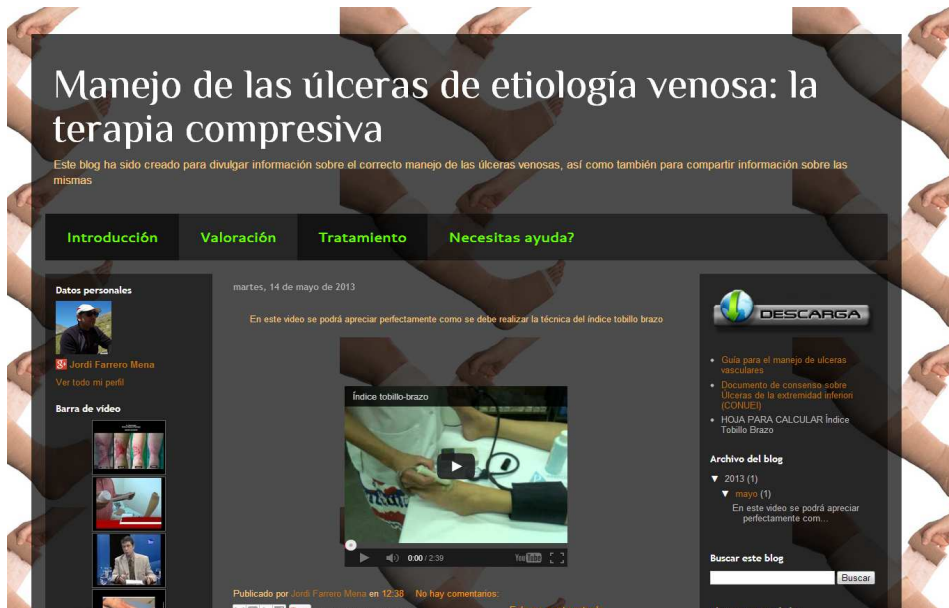 Manejo de las úlceras de etiología venosa: la
terapia compresiva
Este blog ha sido creado para divulgar información sobre el correcto manejo de las úlceras venosas, así como también para compartir información sobre las
mismas
Introducción
Valoración
Tratamiento
Necesitas ayuda?
Datos personales
Jordi Farrero Mena
Ver todo mi perfil
Barra de vídeo
martes, 14 de mayo de 2013
En este video se podrá apreciar perfectamente como se debe realizar la técnica del índice tobillo brazo
Índice tobillo-brazo
0:00 / 2:39
YouTube
Publicado por Jordi Farrero Mena en 12:38 No hay comentarios:
DESCARGA
Guía para el manejo de ulceras
vasculares
Documento de consenso sobre
Úlceras de la extremidad inferiori
(CONUEI)
HOJA PARA CALCULAR Índice
Tobillo Brazo
Archivo del blog
▼ 2013 (1)
▼ mayo (1)
En este video se podrá apreciar
perfectamente com...
Buscar este blog
Buscar